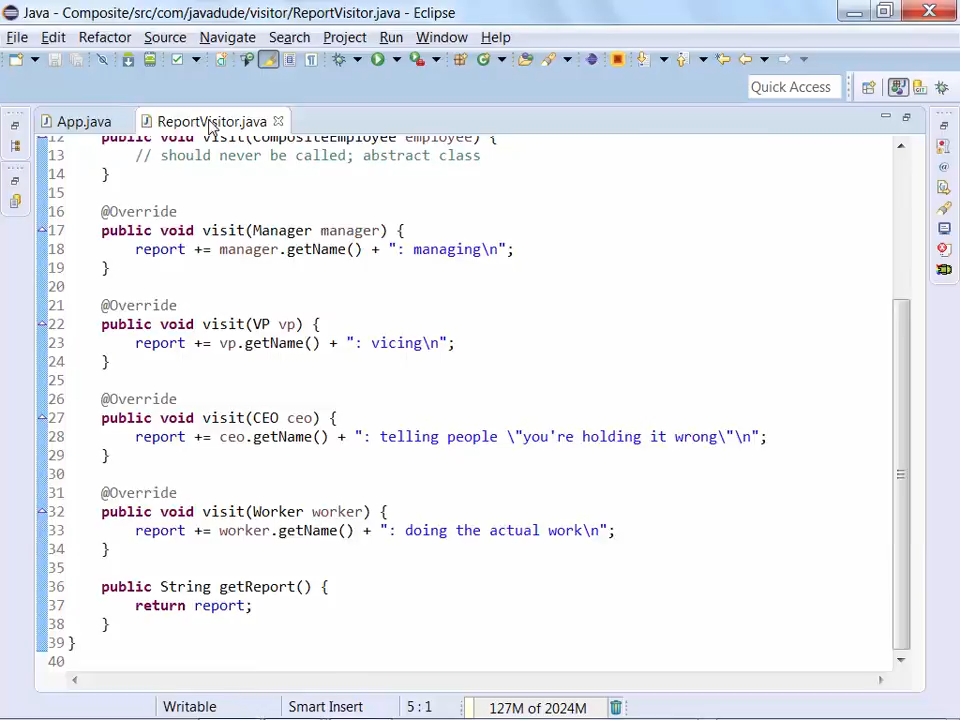 Java - Composite/src/com/javadude/visitor/ReportVisitor.java - Eclipse
File Edit Refactor Source Navigate Search Project Run Window Help
Quick Access
App.java ReportVisitor.java
12 public void visit(CompositeEmployee employee) {
13 // should never be called; abstract class
14 }
15
16 @Override
17 public void visit(Manager manager) {
18 report += manager.getName() + ": managing\n";
19 }
20
21 @Override
22 public void visit(VP vp) {
23 report += vp.getName() + ": vicing\n";
24 }
25
26 @Override
27 public void visit(CEO ceo) {
28 report += ceo.getName() + ": telling people \"you're holding it wrong\"\n";
29 }
30
31 @Override
32 public void visit(Worker worker) {
33 report += worker.getName() + ": doing the actual work\n";
34 }
35
36 public String getReport() {
37 return report;
38 }
39 }
40
Writable Smart Insert 5 : 1 127M of 2024M